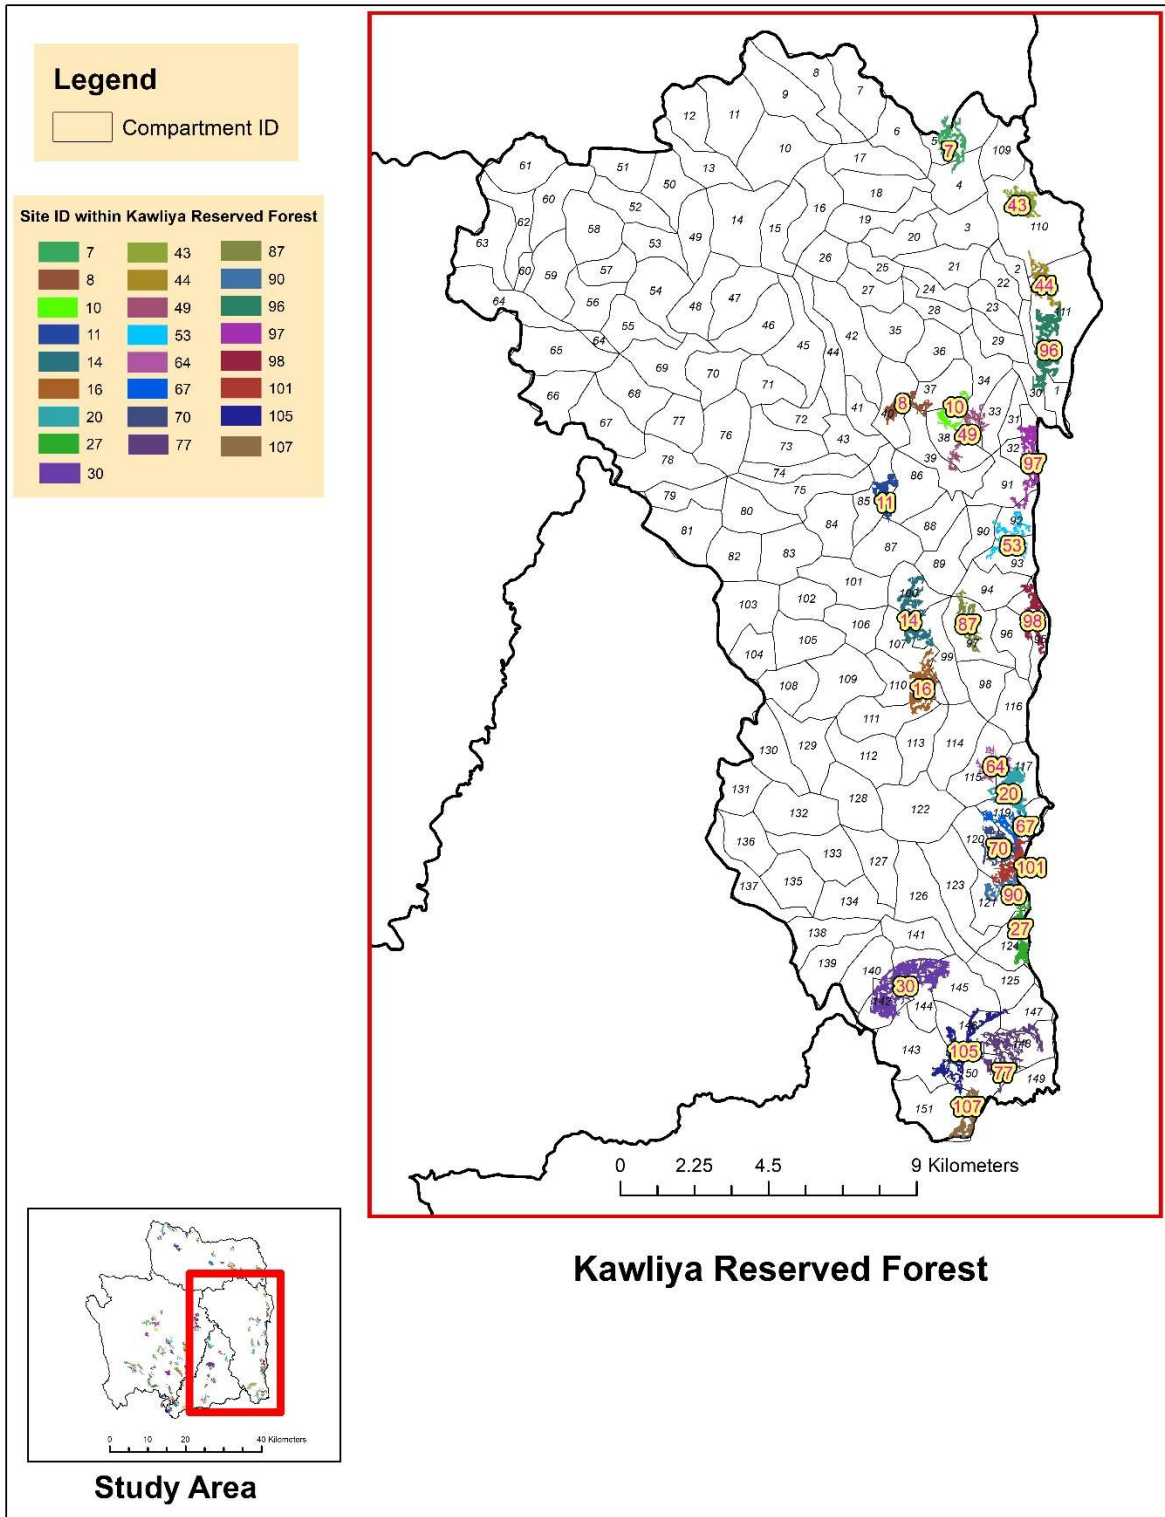 Legend
Compartment ID
Site ID within Kawliya Reserved Forest
7 43 87
8 44 90
10 49 96
11 53 97
14 64 98
16 67 101
20 70 105
27 77 107
30
8
9 7
12 11
6
5
7
10 17 109
61 51 13
50 4
60 18 43
52 16
62 58 14 15 19 3 110
63 53 49 20
60 59 57 26 25 21 2
54 27 24 22 44
64 56 48 47 28 23 111
55 46 35
64 45 42 29 96
65 44 36
69 70
66 68 71 37 34 30 1
8 10
41 40 33 31
67 77 76 72 38 49 32
73 43 39 97
78 74 86
79 75 85 11 91
80 84 88 90 92
81 87 53
82 83 89 93
101
103 102 100 94
106 14 87 98
105 107 97 96 95
104 99
108 109 110 16 98
111 116
130 129 112 113 114
64 117
115
131 128 20
132 122 119 67
136 133 120 70
127 101
137 135 123
134 126 121 90
138 141 27
139 140 124
30 145 125
142 144 146 147
143 105 148
50 77 149
151 107
0 2.25 4.5 9 Kilometers
Kawliya Reserved Forest
0 10 20 40 Kilometers
Study Area